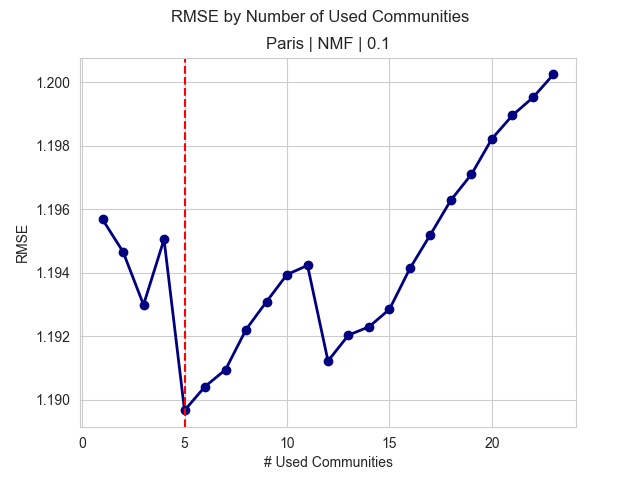 RMSE by Number of Used Communities
Paris | NMF | 0.1
1.200
1.198
1.196
1.194
1.192
1.190
RMSE
0 5 10 15 20
# Used Communities